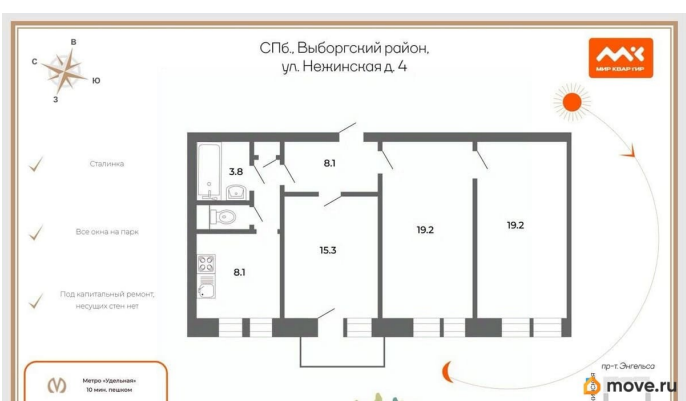 СПб., Выборгский район,
ул. Нежинская д. 4
В
С
Ю
З
МИР КВАРТИР
Сталинка
Все окна на парк
Под капитальный ремонт,
несущих стен нет
3.8
8.1
8.1
15.3
19.2
19.2
Метро «Удельная»
10 мин. пешком
пр-т. Энгельса
move.ru